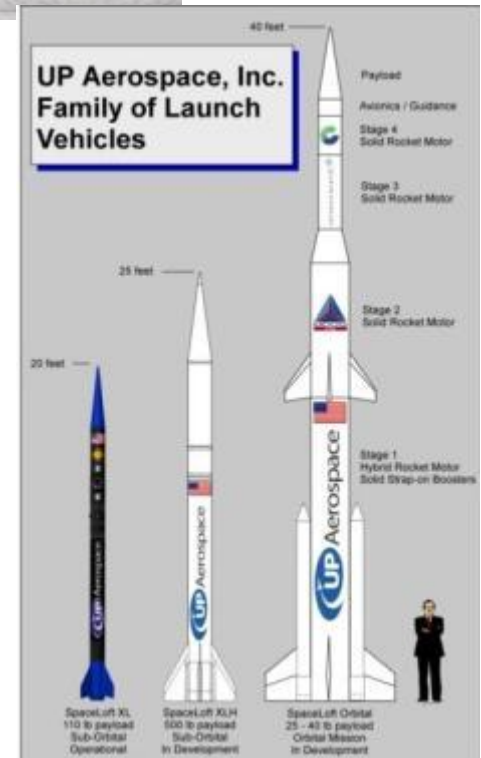 UP Aerospace, Inc.
Family of Launch
Vehicles
40 feet
Payload
Avionics / Guidance
Stage 4
Solid Rocket Motor
Stage 3
Solid Rocket Motor
25 feet
Stage 2
Solid Rocket Motor
20 feet
Stage 1
Hybrid Rocket Motor
Solid Strap-on Boosters
UP Aerospace
UP Aerospace
UP Aerospace
SpaceLoft XL
110 lb payload
Sub-Orbital
Operational
SpaceLoft XLH
500 lb payload
Sub-Orbital
In Development
SpaceLoft Orbital
25 - 40 lb payload
Orbital Mission
In Development